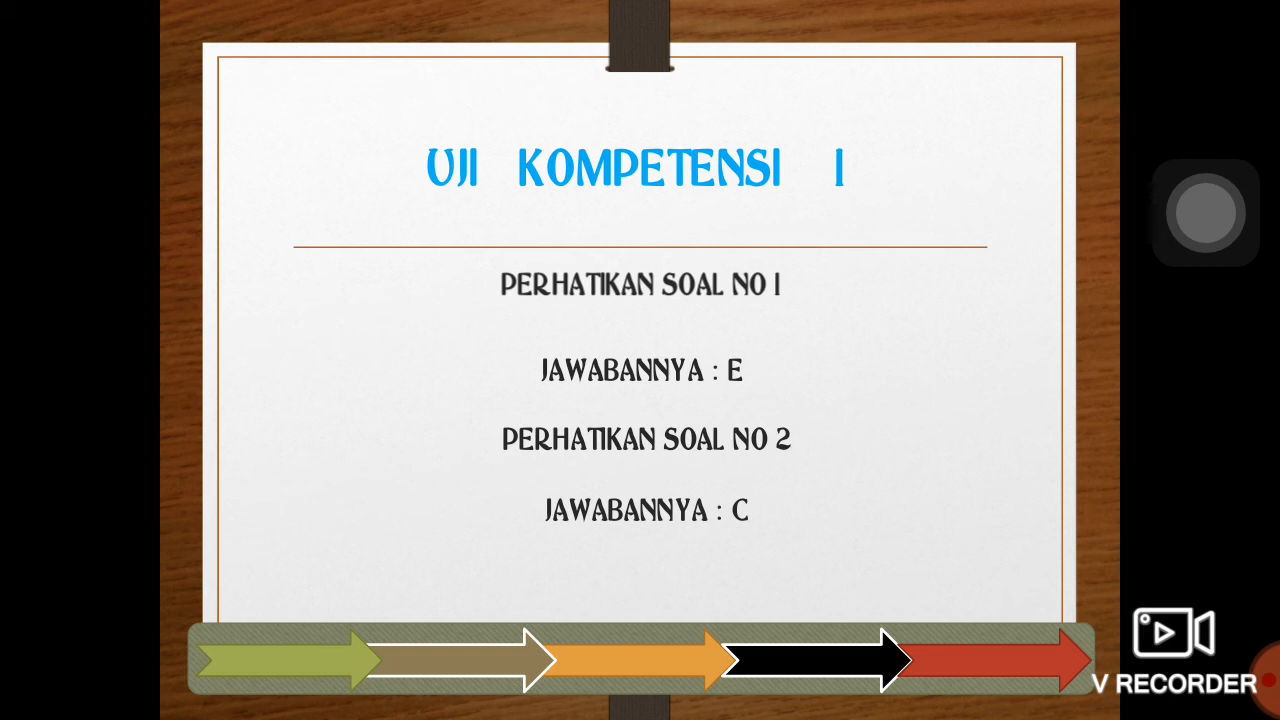 UJI KOMPETENSI 1
PERHATIKAN SOAL NO 1
JAWABANNYA : E
PERHATIKAN SOAL NO 2
JAWABANNYA : C
V RECORDER